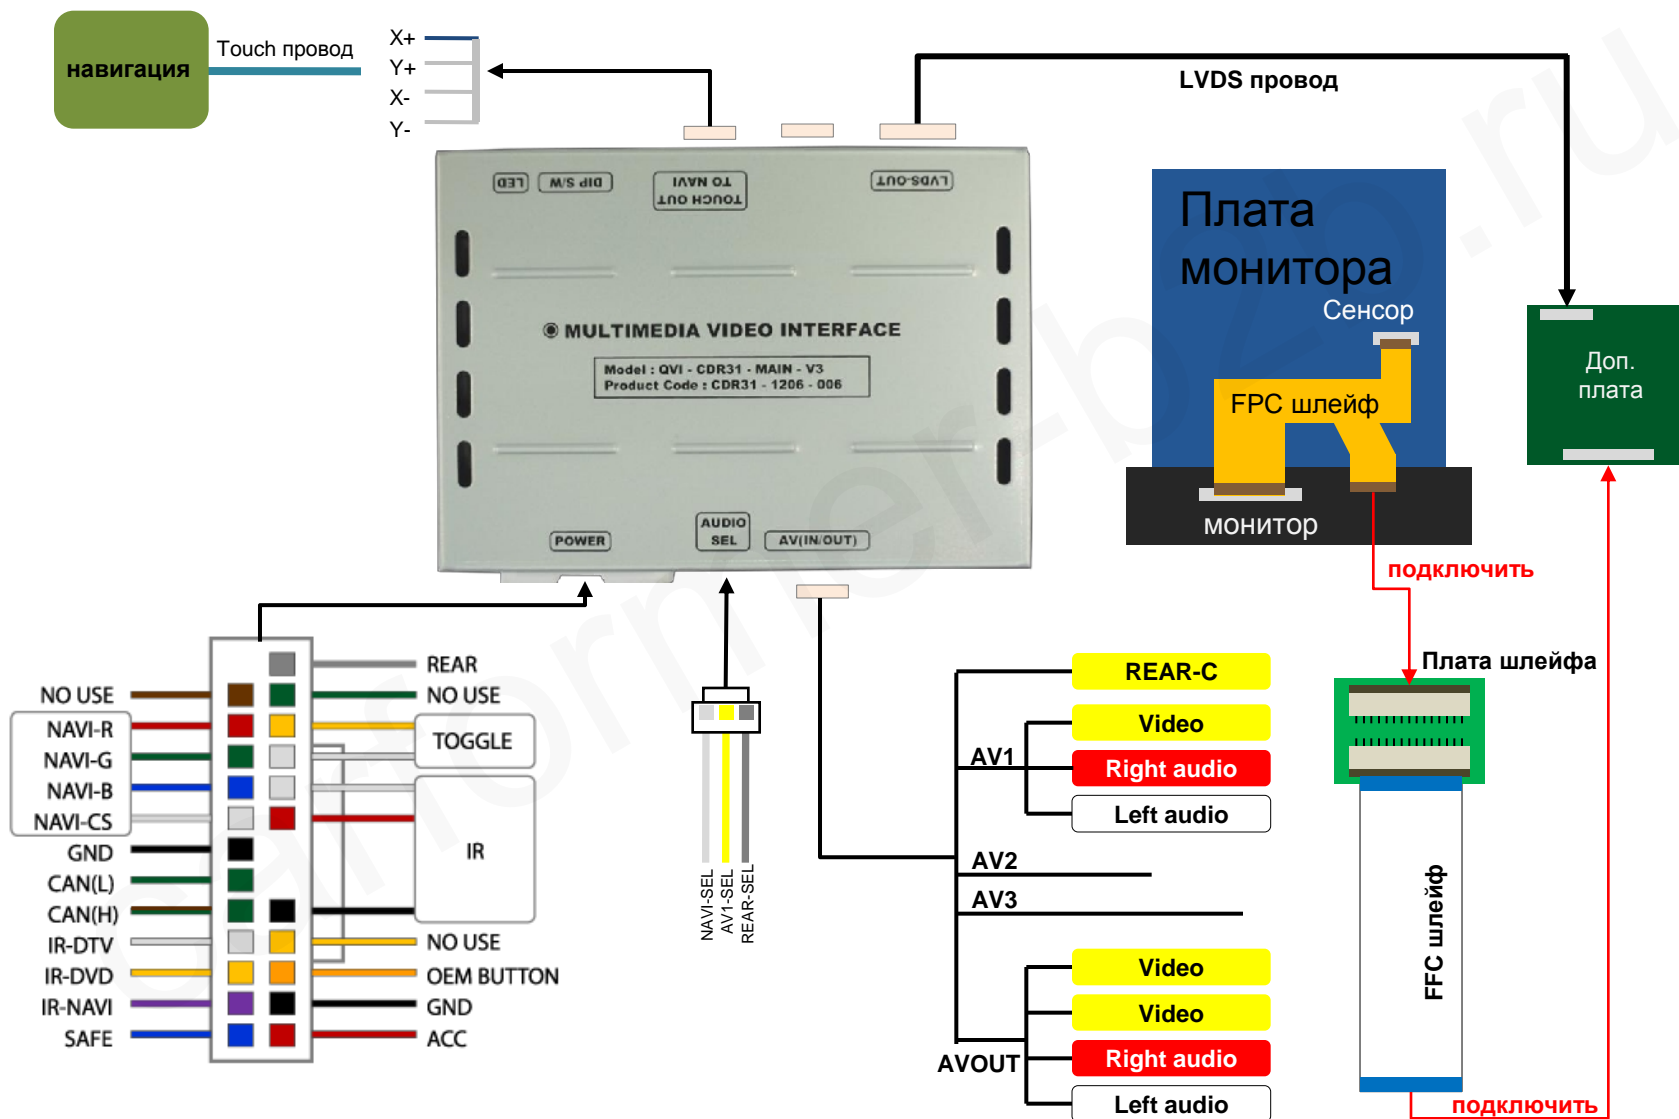 навигация
Touch провод
X+
Y+
X-
Y-
LVDS провод
LED
DIP S/W
TOUCH OUT
TO NAVI
LVDS-OUT
MULTIMEDIA VIDEO INTERFACE
Model : QVI - CDR31 - MAIN - V3
Product Code : CDR31 - 1206 - 006
POWER
AUDIO
SEL
AV(IN/OUT)
Плата
монитора
Сенсор
FPC шлейф
монитор
Доп.
плата
подключить
Плата шлейфа
FFC шлейф
подключить
REAR
NO USE
NO USE
NAVI-R
NAVI-G
NAVI-B
NAVI-CS
TOGGLE
IR
GND
CAN(L)
CAN(H)
IR-DTV
NO USE
IR-DVD
OEM BUTTON
IR-NAVI
GND
SAFE
ACC
NAVI-SEL
AV1-SEL
REAR-SEL
REAR-C
AV1
Video
Right audio
Left audio
AV2
AV3
AVOUT
Video
Video
Right audio
Left audio
carformer-b2b.ru